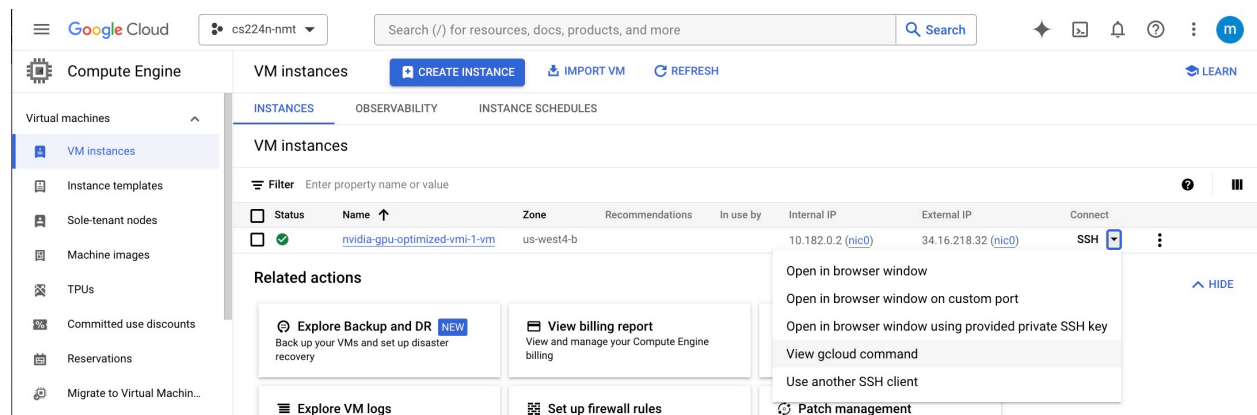 Google Cloud
cs224n-nmt
Search (/) for resources, docs, products, and more
Search
m
Compute Engine
VM instances
CREATE INSTANCE
IMPORT VM
REFRESH
LEARN
Virtual machines
VM instances
Instance templates
Sole-tenant nodes
Machine images
TPUs
Committed use discounts
Reservations
Migrate to Virtual Machin...
INSTANCES
OBSERVABILITY
INSTANCE SCHEDULES
VM instances
Filter Enter property name or value
Status Name Zone Recommendations In use by Internal IP External IP Connect
nvidia-gpu-optimized-vmi-1-vm us-west4-b 10.182.0.2 (nic0) 34.16.218.32 (nic0) SSH
Open in browser window
Open in browser window on custom port
Open in browser window using provided private SSH key
View gcloud command
Use another SSH client
Related actions
HIDE
Explore Backup and DR NEW
Back up your VMs and set up disaster
recovery
View billing report
View and manage your Compute Engine
billing
Explore VM logs
Set up firewall rules
Patch management